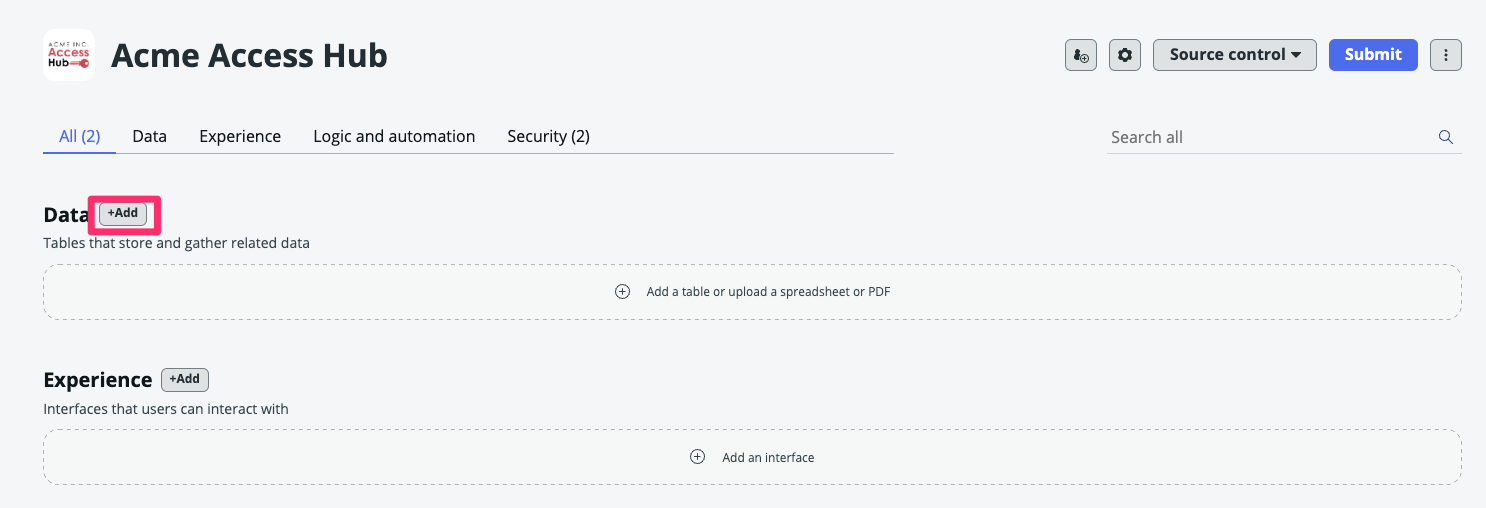 ACME INC.
Access
Hub
Acme Access Hub
Source control
Submit
All (2)
Data
Experience
Logic and automation
Security (2)
Search all
Data
+Add
Tables that store and gather related data
Add a table or upload a spreadsheet or PDF
Experience
+Add
Interfaces that users can interact with
Add an interface